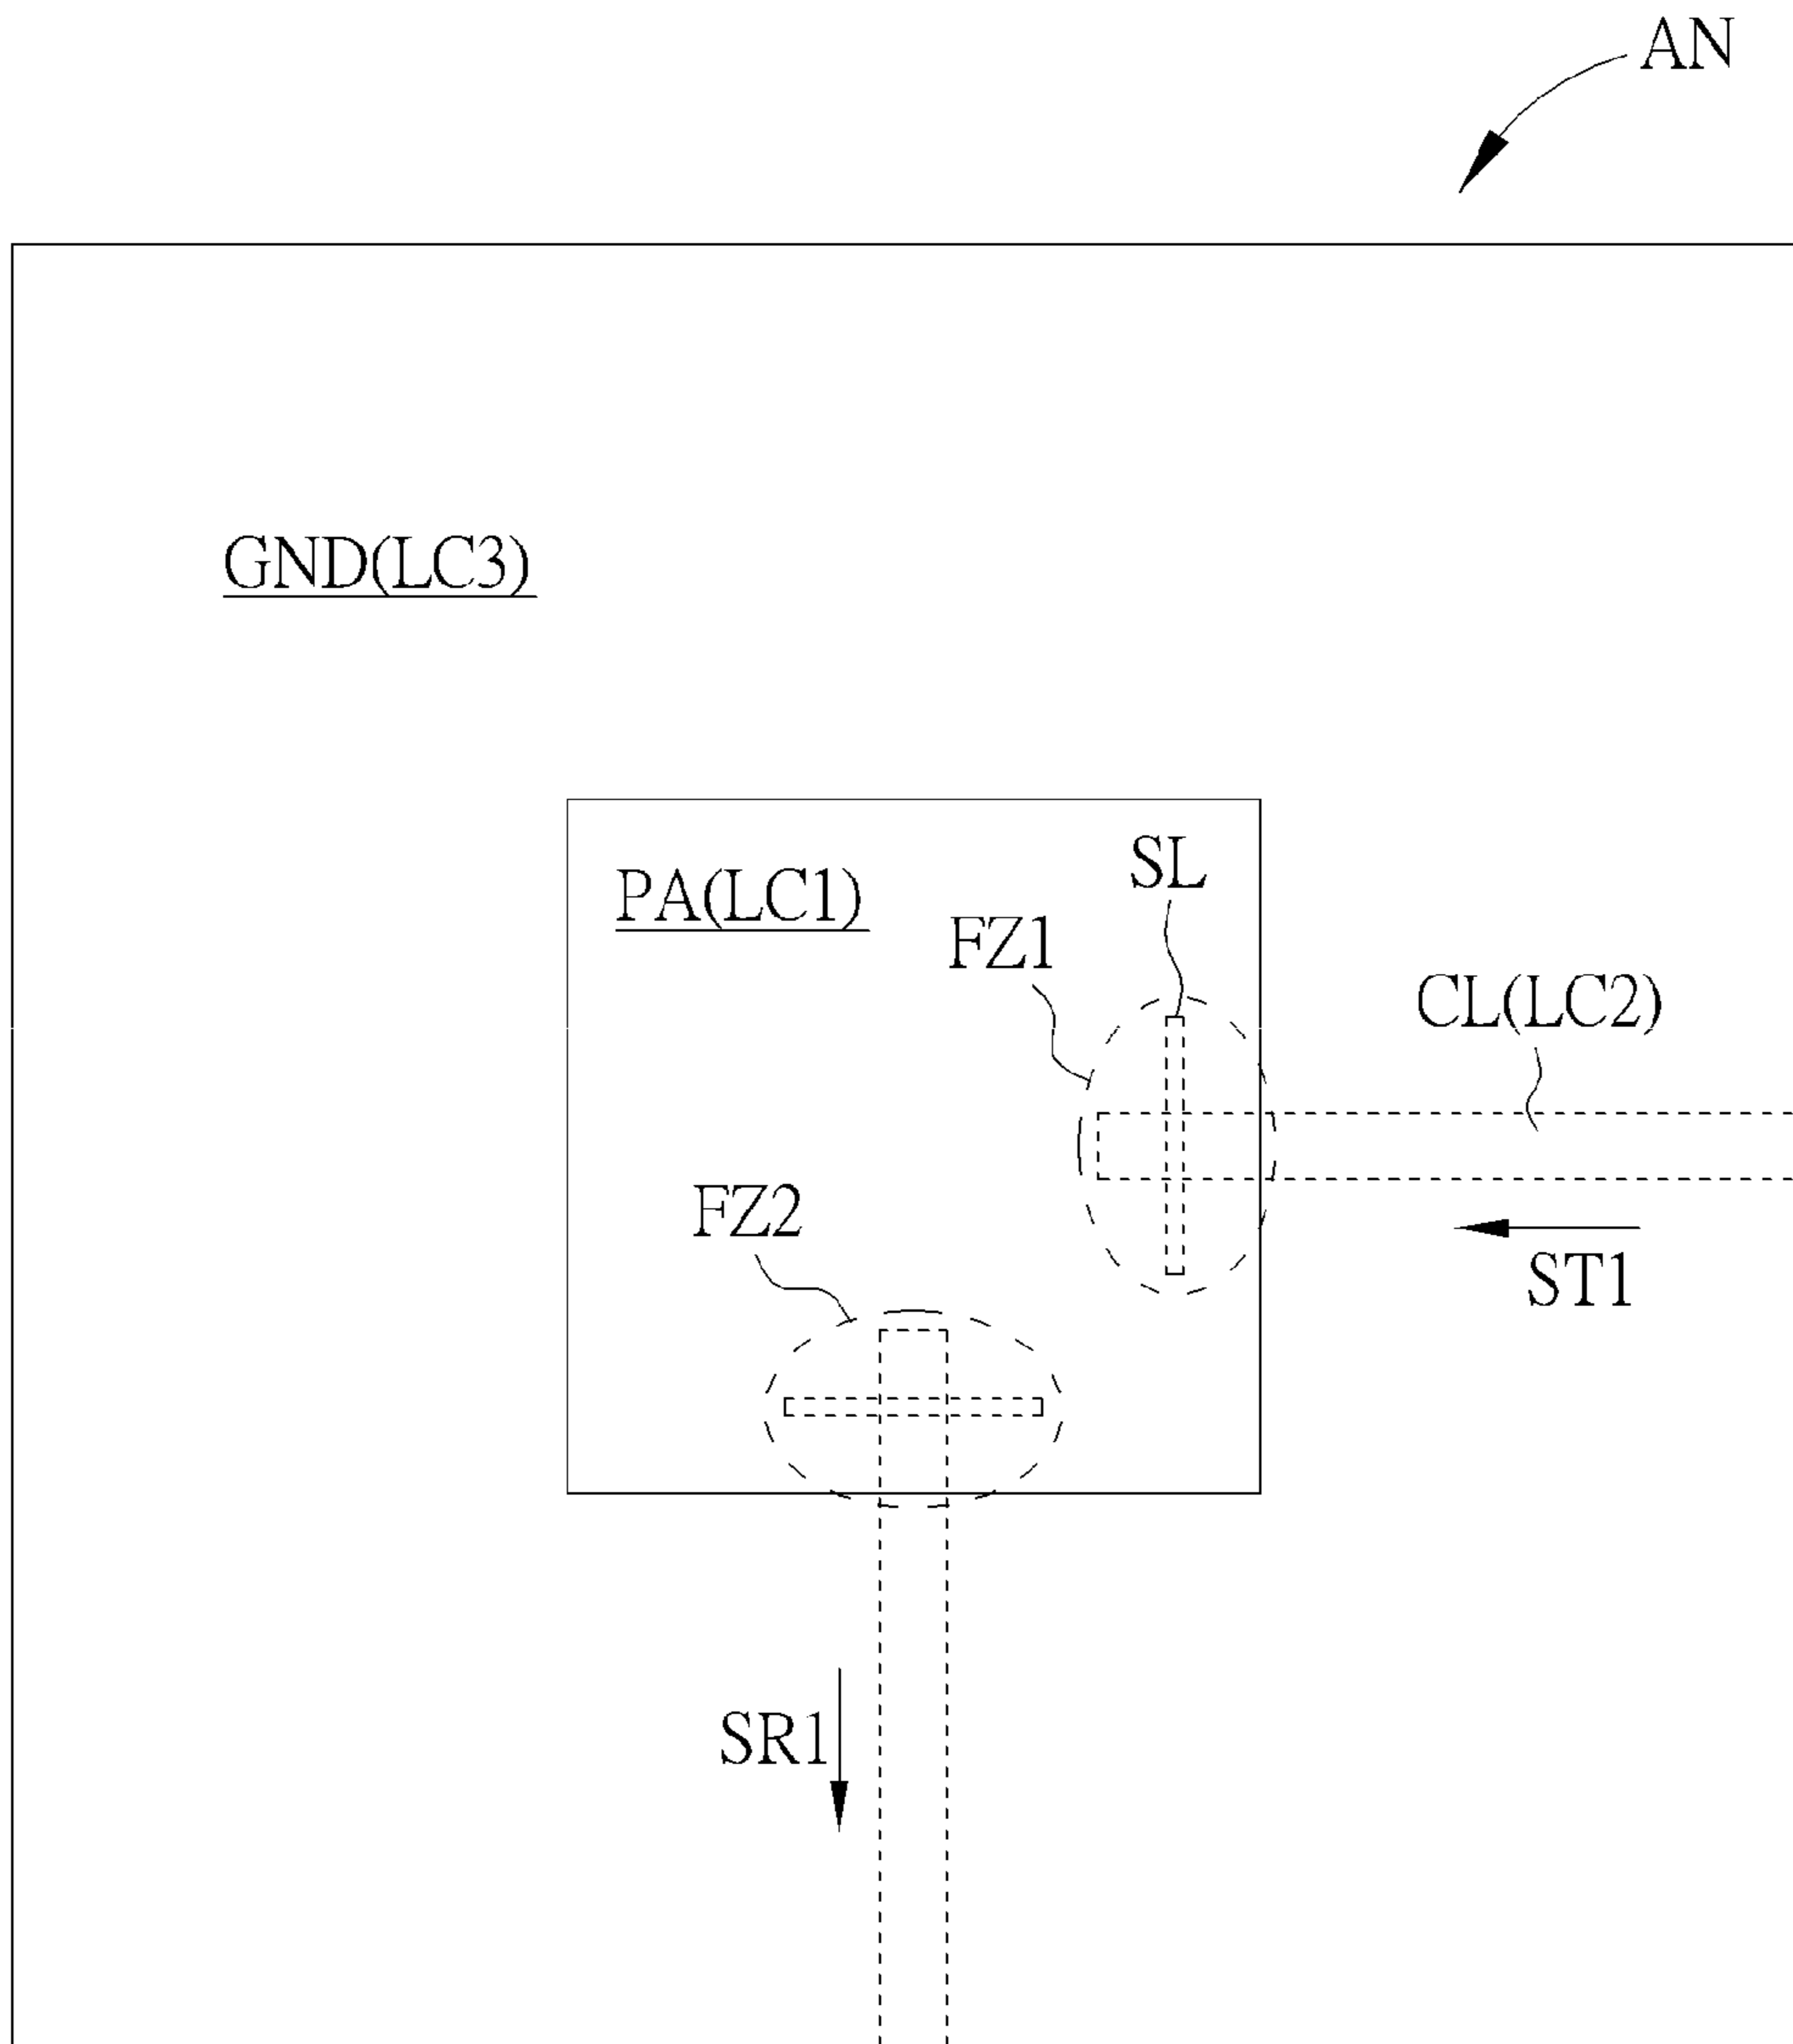 AN
GND(LC3)
PA(LC1)
SL
FZ1
CL(LC2)
FZ2
ST1
SR1